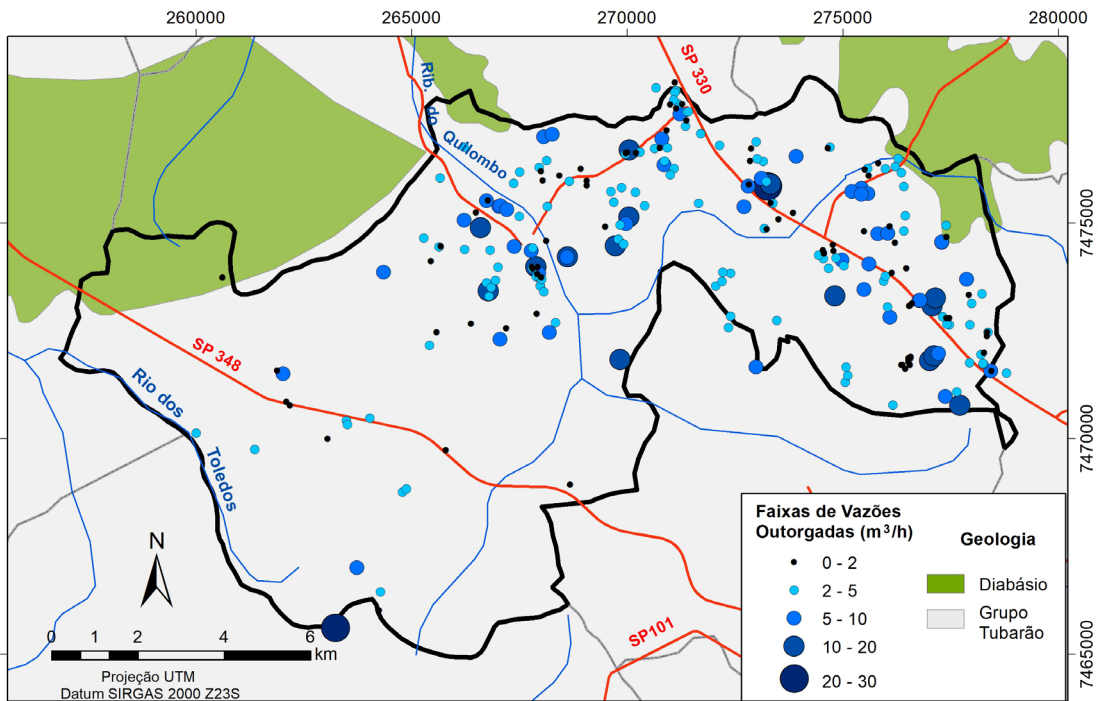 260000
265000
270000
275000
280000
SP 330
Rib. do Quilombo
7475000
SP 348
Rio dos
Toledos
7470000
Faixas de Vazões
Outorgadas (m³/h)
0 - 2
2 - 5
5 - 10
10 - 20
20 - 30
Geologia
Diabásio
Grupo
Tubarão
N
SP101
7465000
0 1 2 4 6
km
Projeção UTM
Datum SIRGAS 2000 Z23S